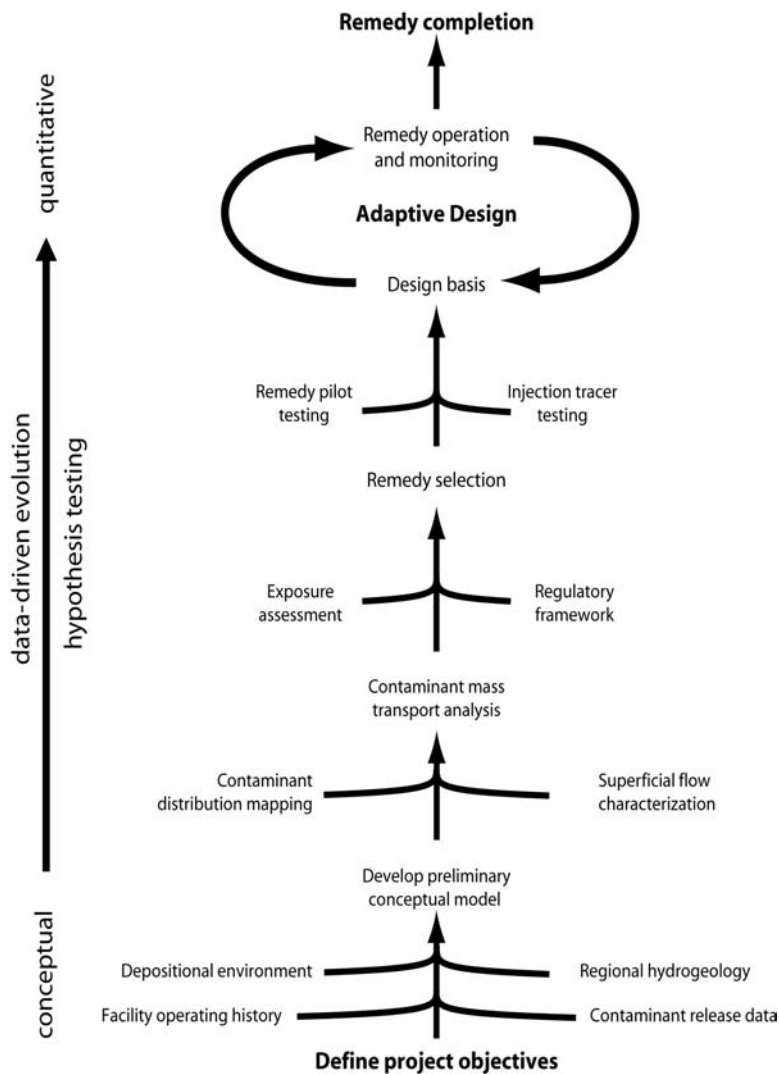 Remedy completion
quantitative
Remedy operation
and monitoring
Adaptive Design
Design basis
Remedy pilot
testing
Injection tracer
testing
data-driven evolution
hypothesis testing
Remedy selection
Exposure
assessment
Regulatory
framework
Contaminant mass
transport analysis
Contaminant
distribution mapping
Superficial flow
characterization
Develop preliminary
conceptual model
conceptual
Depositional environment
Regional hydrogeology
Facility operating history
Contaminant release data
Define project objectives